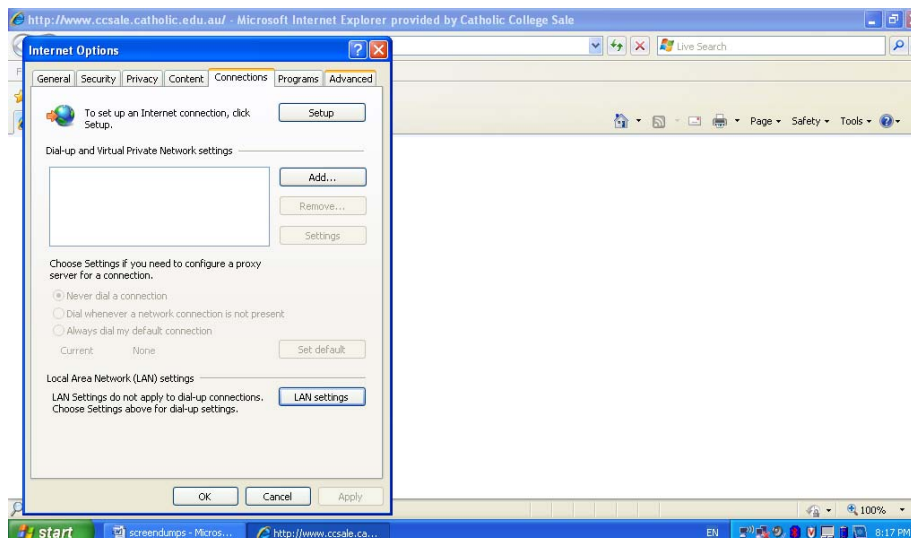 http://www.ccsale.catholic.edu.au/ - Microsoft Internet Explorer provided by Catholic College Sale
Live Search
Internet Options
General Security Privacy Content Connections Programs Advanced
To set up an Internet connection, click
Setup.
Setup
Page Safety Tools
Dial-up and Virtual Private Network settings
Add...
Remove...
Settings
Choose Settings if you need to configure a proxy
server for a connection.
Never dial a connection
Dial whenever a network connection is not present
Always dial my default connection
Current None
Set default
Local Area Network (LAN) settings
LAN Settings do not apply to dial-up connections.
Choose Settings above for dial-up settings.
LAN settings
OK Cancel Apply
100%
start
screendumps - Micros...
http://www.ccsale.ca...
EN
8:17 PM